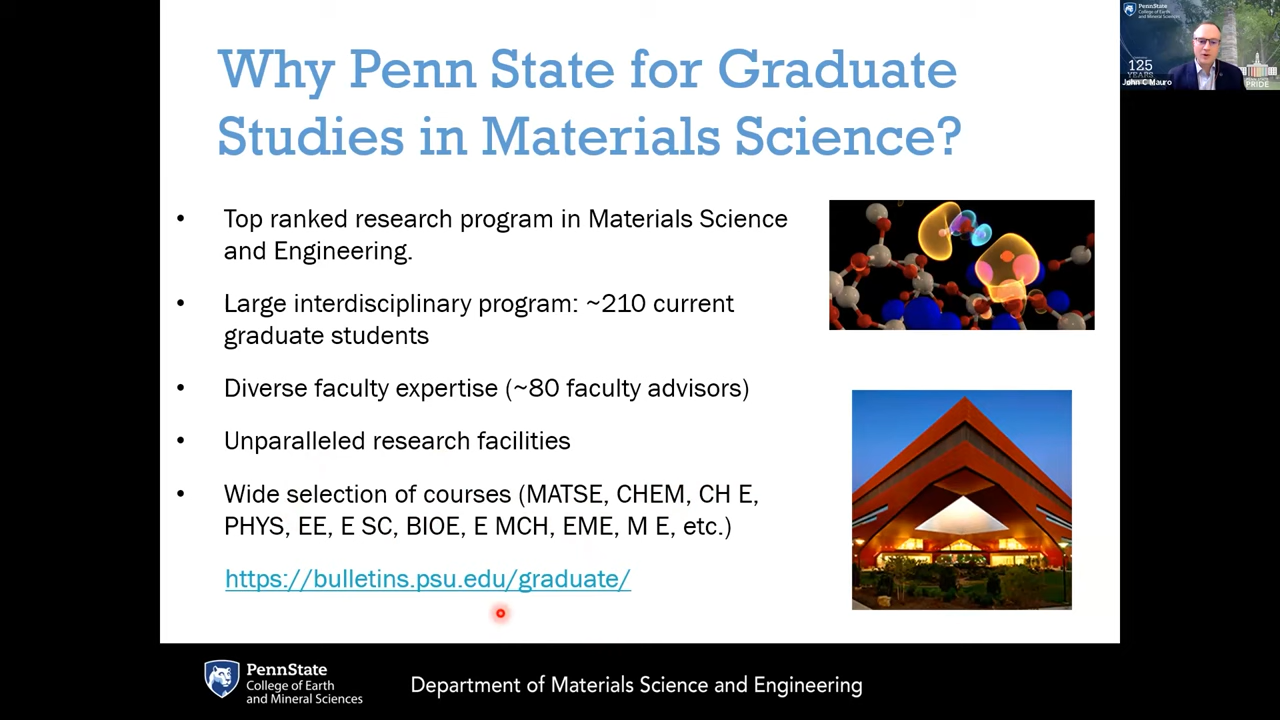 Why Penn State for Graduate
Studies in Materials Science?
• Top ranked research program in Materials Science
and Engineering.
• Large interdisciplinary program: ~210 current
graduate students
• Diverse faculty expertise (~80 faculty advisors)
• Unparalleled research facilities
• Wide selection of courses (MATSE, CHEM, CH E,
PHYS, EE, E SC, BIOE, E MCH, EME, M E, etc.)
https://bulletins.psu.edu/graduate/
PennState
College of Earth
and Mineral Sciences
Department of Materials Science and Engineering
PennState
College of Earth
and Mineral Sciences
125
YEARS
PRIDE
John C Mauro